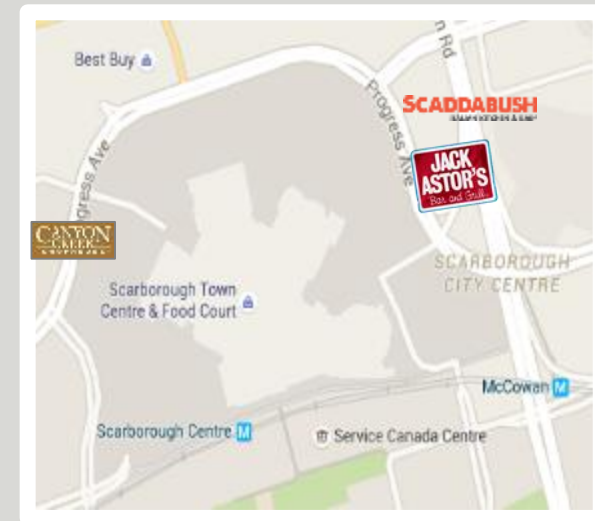 n Rd
Best Buy
SCADDABUSH
Progress Ave
JACK
ASTOR'S
Bar and Grill
gress Ave
CANYON
CREEK
SCARBOROUGH
CITY CENTRE
Scarborough Town
Centre & Food Court
McCowan M
Scarborough Centre M
Service Canada Centre